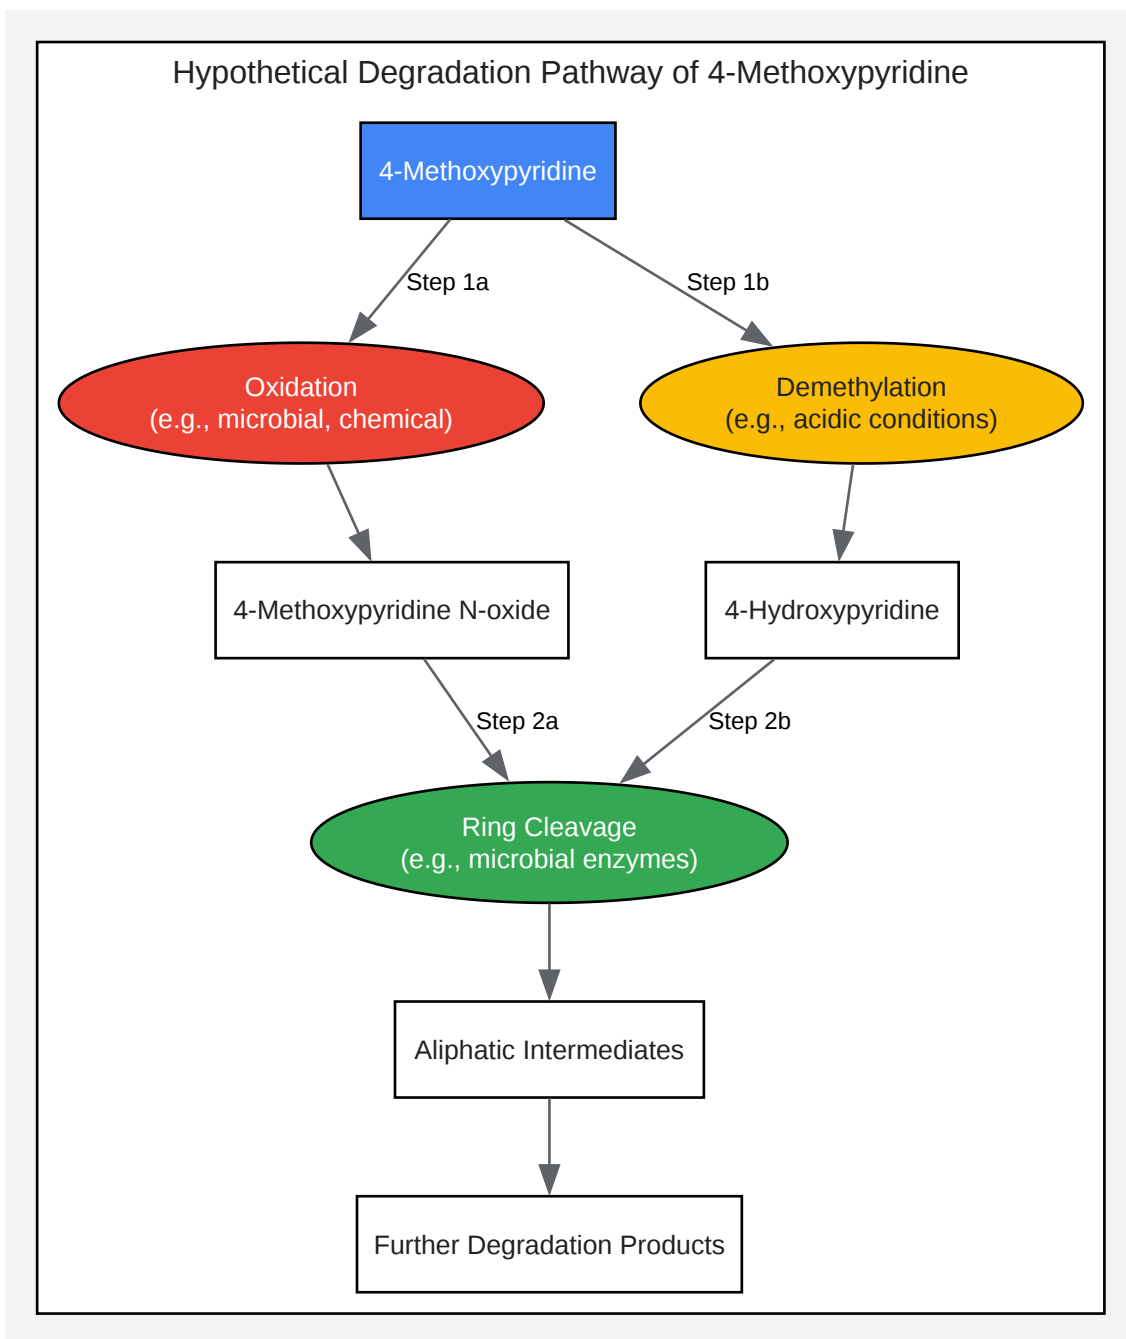 Hypothetical Degradation Pathway of 4-Methoxypyridine
4-Methoxypyridine
Step 1a
Step 1b
Oxidation
(e.g., microbial, chemical)
Demethylation
(e.g., acidic conditions)
4-Methoxypyridine N-oxide
4-Hydroxypyridine
Step 2a
Step 2b
Ring Cleavage
(e.g., microbial enzymes)
Aliphatic Intermediates
Further Degradation Products